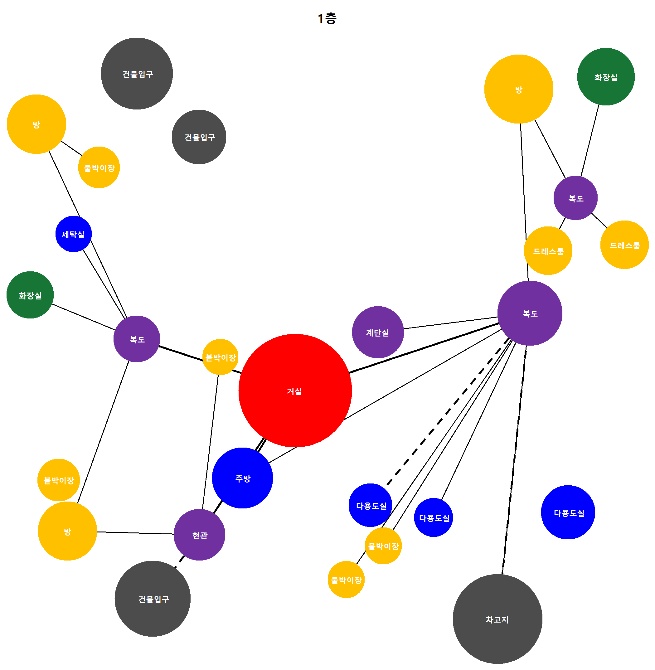 1층
건물입구
방
화장실
방
건물입구
붙박이장
복도
세탁실
드레스룸
드레스룸
화장실
복도
계단실
복도
붙박이장
거실
붙박이장
주방
다용도실
다용도실
다용도실
방
현관
붙박이장
붙박이장
건물입구
차고지